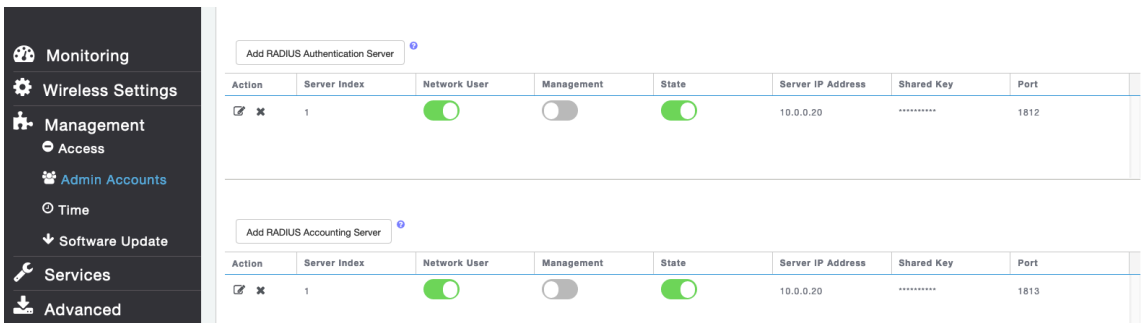 Monitoring
Wireless Settings
Management
Access
Admin Accounts
Time
Software Update
Services
Advanced
Add RADIUS Authentication Server ?
Action Server Index Network User Management State Server IP Address Shared Key Port
1 10.0.0.20 ********** 1812
Add RADIUS Accounting Server ?
Action Server Index Network User Management State Server IP Address Shared Key Port
1 10.0.0.20 ********** 1813